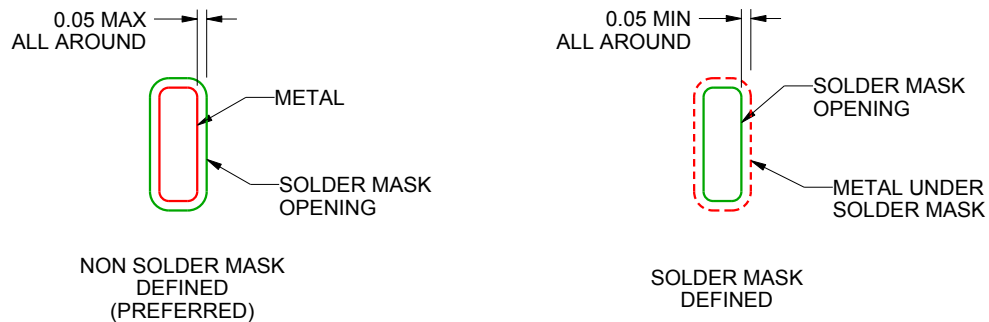 0.05 MAX
ALL AROUND
METAL
SOLDER MASK
OPENING
NON SOLDER MASK
DEFINED
(PREFERRED)
0.05 MIN
ALL AROUND
SOLDER MASK
OPENING
METAL UNDER
SOLDER MASK
SOLDER MASK
DEFINED